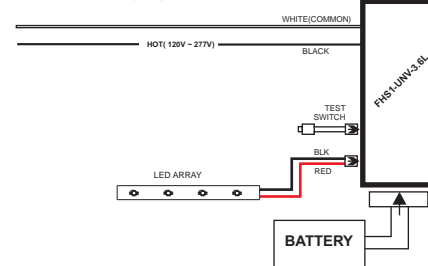 WHITE(COMMON)
HOT( 120V ~ 277V)
BLACK
FHS1-UNV-3.6L
TEST
SWITCH
BLK
RED
LED ARRAY
BATTERY